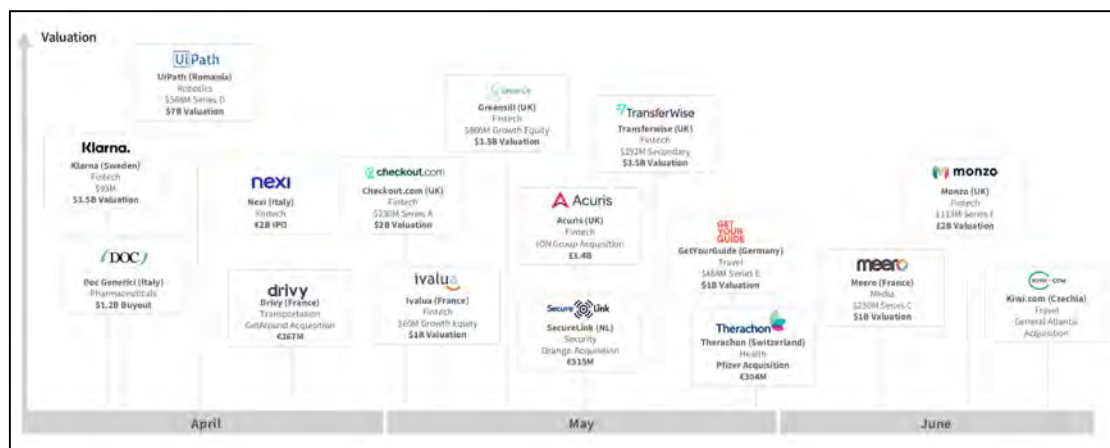 Valuation
UiPath
UiPath (Romania)
Robotics
$568M Series D
$7B Valuation
Klarna.
Klarna (Sweden)
Fintech
$93M
$3.5B Valuation
DOC
Doc Generici (Italy)
Pharmaceuticals
$1.2B Buyout
nexi
Nexi (Italy)
Fintech
€2B IPO
drivy
Drivy (France)
Transportation
GetAround Acquisition
€267M
checkout.com
Checkout.com (UK)
Fintech
$230M Series A
$2B Valuation
ivalua
Ivalua (France)
Fintech
$60M Growth Equity
$1B Valuation
Greensill (UK)
Fintech
$800M Growth Equity
$3.5B Valuation
Acuris
Acuris (UK)
Fintech
ION Group Acquisition
£1.4B
Secure Link
SecureLink (NL)
Security
Orange Acquisition
€515M
TransferWise
Transferwise (UK)
Fintech
$292M Secondary
$3.5B Valuation
GET
YOUR
GUIDE
GetYourGuide (Germany)
Travel
$484M Series E
$1B Valuation
Therachon
Therachon (Switzerland)
Health
Pfizer Acquisition
€304M
meero
Meero (France)
Media
$230M Series C
$1B Valuation
monzo
Monzo (UK)
Fintech
£113M Series F
£2B Valuation
KIWI.COM
Kiwi.com (Czechia)
Travel
General Atlantic
Acquisition
April
May
June